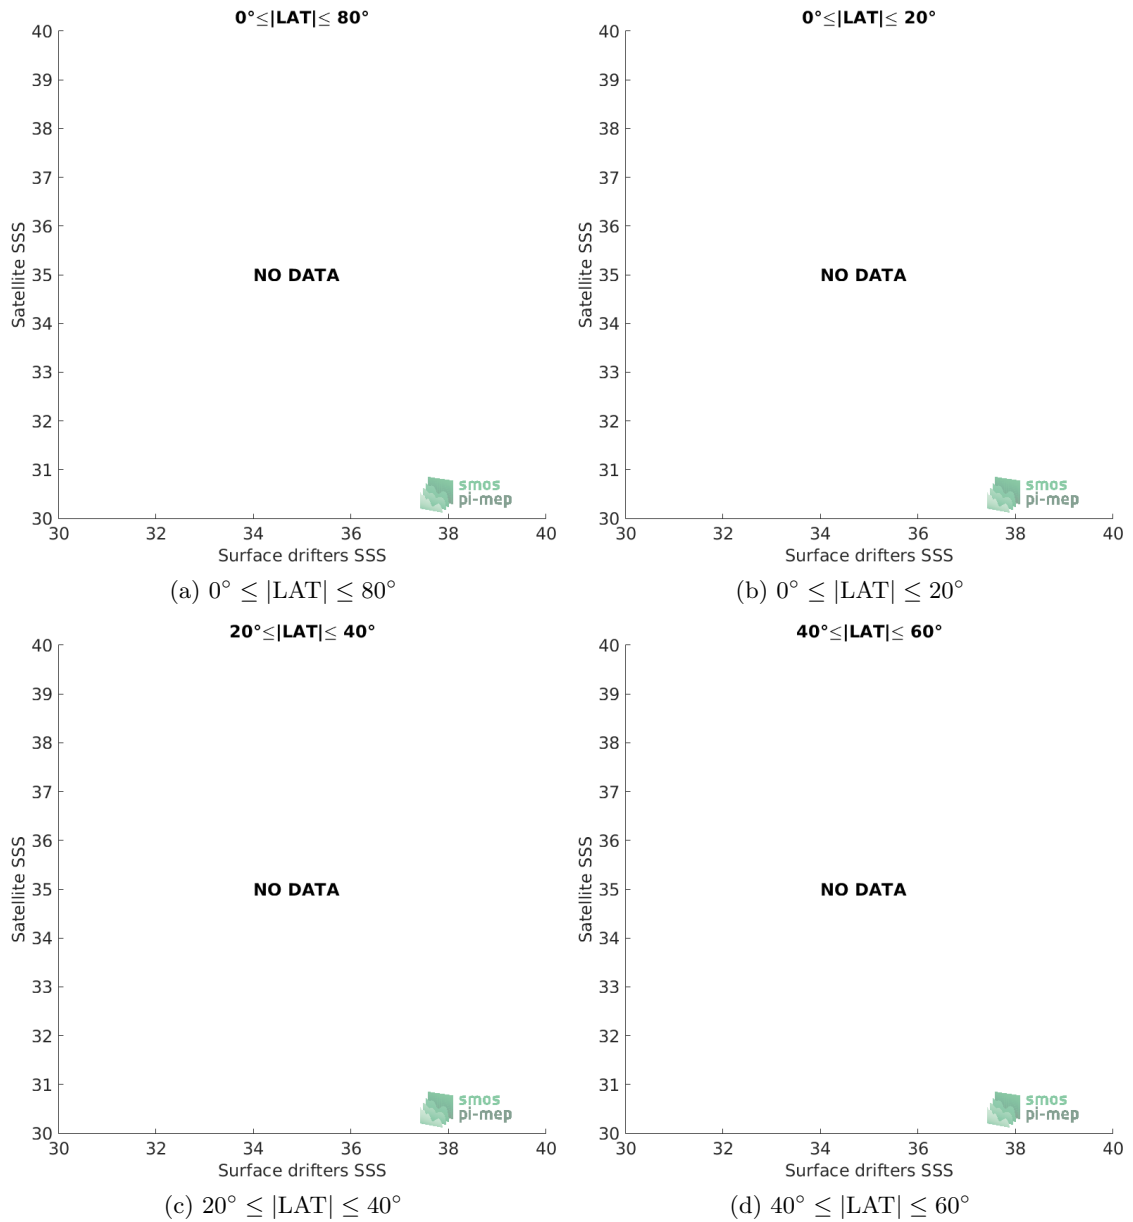 0°≤|LAT|≤ 80°
40
39
38
37
36
35
34
33
32
31
30
Satellite SSS
NO DATA
smos
pi-mep
30 32 34 36 38 40
Surface drifters SSS
(a) 0° ≤ |LAT| ≤ 80°
0°≤|LAT|≤ 20°
40
39
38
37
36
35
34
33
32
31
30
Satellite SSS
NO DATA
smos
pi-mep
30 32 34 36 38 40
Surface drifters SSS
(b) 0° ≤ |LAT| ≤ 20°
20°≤|LAT|≤ 40°
40
39
38
37
36
35
34
33
32
31
30
Satellite SSS
NO DATA
smos
pi-mep
30 32 34 36 38 40
Surface drifters SSS
(c) 20° ≤ |LAT| ≤ 40°
40°≤|LAT|≤ 60°
40
39
38
37
36
35
34
33
32
31
30
Satellite SSS
NO DATA
smos
pi-mep
30 32 34 36 38 40
Surface drifters SSS
(d) 40° ≤ |LAT| ≤ 60°